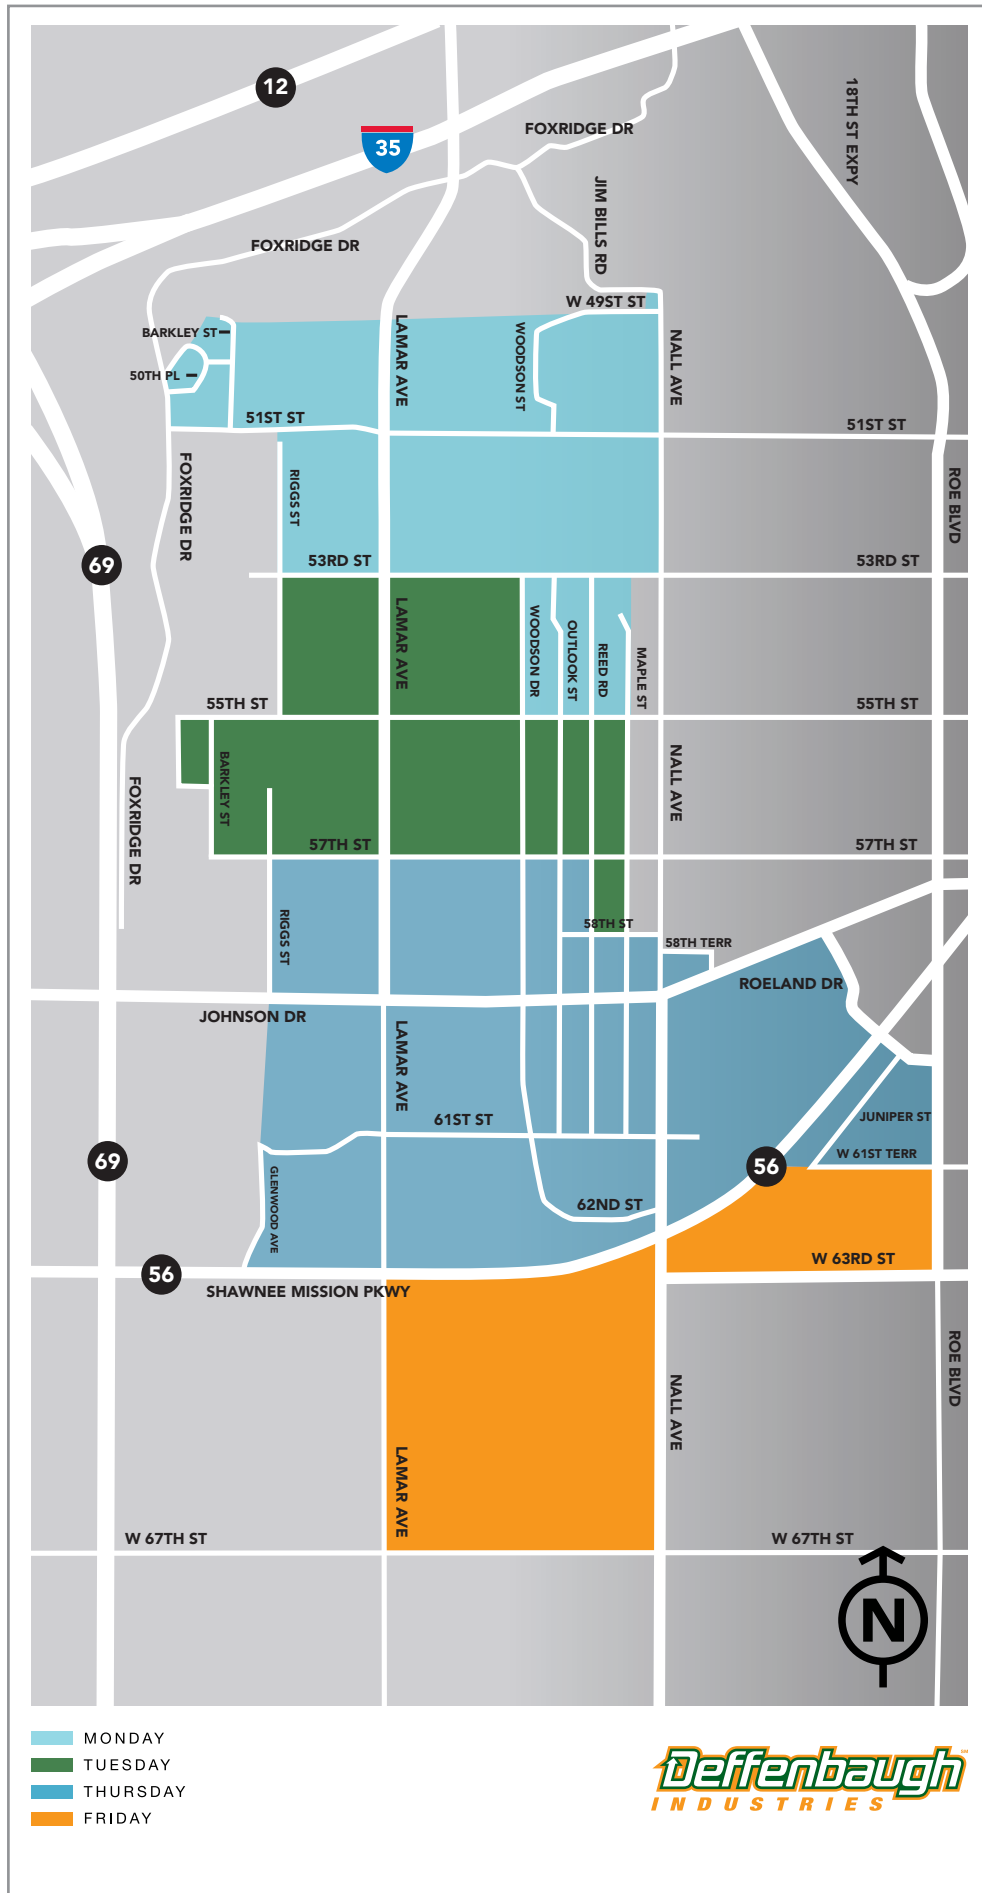 12
35
FOXRIDGE DR
18TH ST EXPY
JIM BILLS RD
FOXRIDGE DR
W 49ST ST
BARKLEY ST
LAMAR AVE
WOODSON ST
NALL AVE
50TH PL
51ST ST
51ST ST
FOXRIDGE DR
RIGGS ST
ROE BLVD
69
53RD ST
53RD ST
LAMAR AVE
WOODSON DR
OUTLOOK ST
REED RD
MAPLE ST
55TH ST
55TH ST
BARKLEY ST
NALL AVE
FOXRIDGE DR
57TH ST
57TH ST
RIGGS ST
58TH ST
58TH TERR
ROELAND DR
JOHNSON DR
LAMAR AVE
61ST ST
JUNIPER ST
69
56
W 61ST TERR
GLENWOOD AVE
62ND ST
W 63RD ST
56
SHAWNEE MISSION PKWY
ROE BLVD
NALL AVE
LAMAR AVE
W 67TH ST
W 67TH ST
N
MONDAY
TUESDAY
THURSDAY
FRIDAY
Deffenbaugh
INDUSTRIES